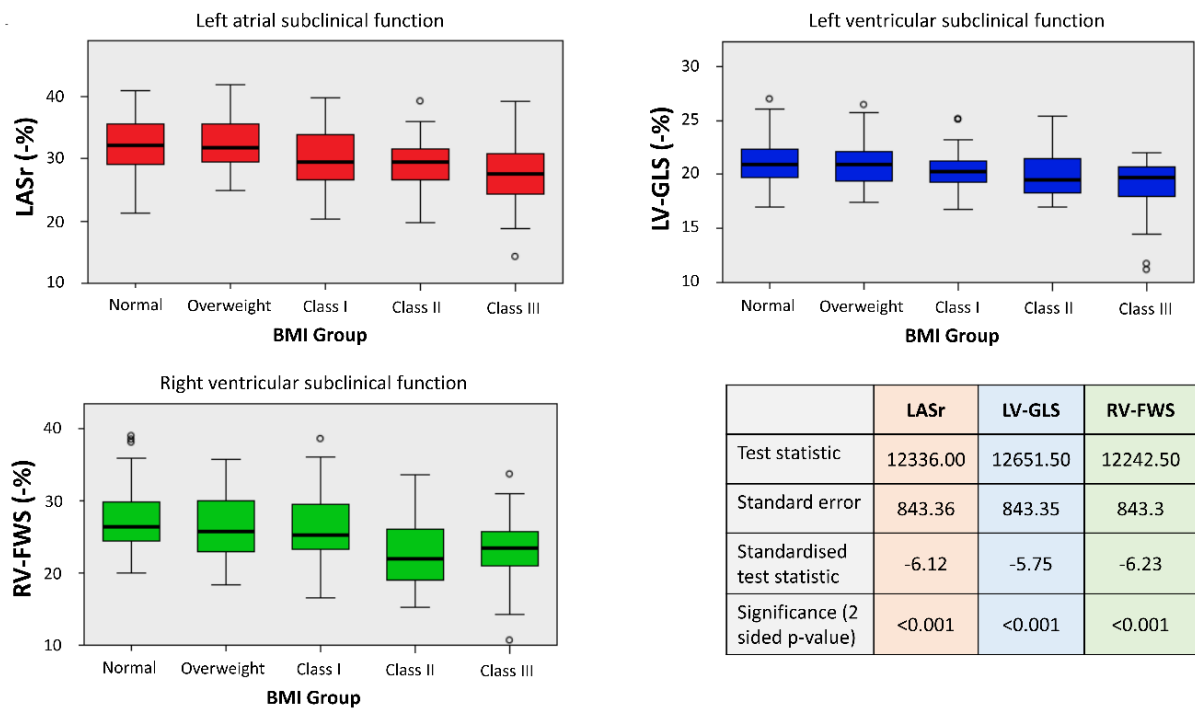 Left atrial subclinical function
LASr (-%)
40
30
20
10
Normal Overweight Class I Class II Class III
BMI Group
Left ventricular subclinical function
LV-GLS (-%)
30
25
20
15
10
Normal Overweight Class I Class II Class III
BMI Group
Right ventricular subclinical function
RV-FWS (-%)
40
30
20
10
Normal Overweight Class I Class II Class III
BMI Group
LASr LV-GLS RV-FWS
Test statistic 12336.00 12651.50 12242.50
Standard error 843.36 843.35 843.3
Standardised
test statistic -6.12 -5.75 -6.23
Significance (2
sided p-value) <0.001 <0.001 <0.001